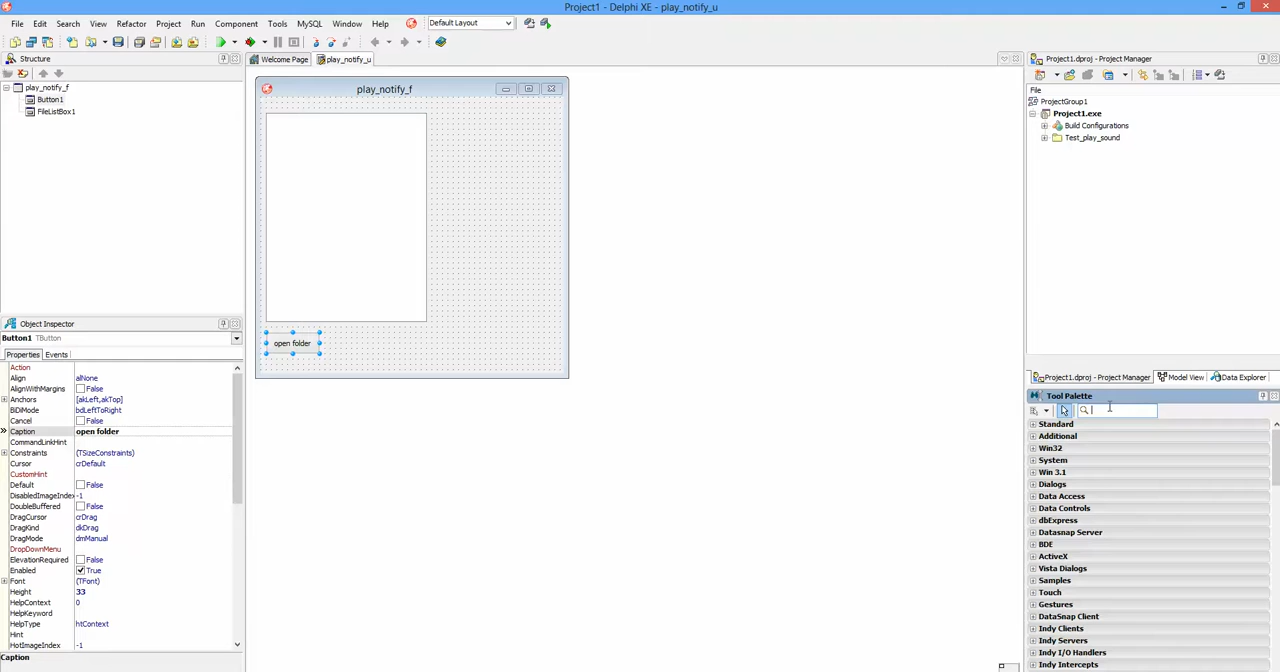 Project1 - Delphi XE - play_notify_u
File Edit Search View Refactor Project Run Component Tools MySQL Window Help Default Layout
Structure
Welcome Page play_notify_u
play_notify_f
Button1
FileListBox1
play_notify_f
open folder
Object Inspector
Button1 TButton
Properties Events
Action
Align alNone
AlignWithMargins False
Anchors [akLeft,akTop]
BiDiMode bdLeftToRight
Cancel False
Caption open folder
CommandLinkHint
Constraints (TSizeConstraints)
Cursor crDefault
CustomHint
Default False
DisabledImageIndex -1
DoubleBuffered False
DragCursor crDrag
DragKind dkDrag
DragMode dmManual
DropDownMenu
ElevationRequired False
Enabled True
Font (TFont)
Height 33
HelpContext 0
HelpKeyword
HelpType htContext
Hint
HotImageIndex -1
Caption
Project1.dproj - Project Manager
File
ProjectGroup1
Project1.exe
Build Configurations
Test_play_sound
Project1.dproj - Project Manager Model View Data Explorer
Tool Palette
Standard
Additional
Win32
System
Win 3.1
Dialogs
Data Access
Data Controls
dbExpress
Datasnap Server
BDE
ActiveX
Vista Dialogs
Samples
Touch
Gestures
DataSnap Client
Indy Clients
Indy Servers
Indy I/O Handlers
Indy Intercepts